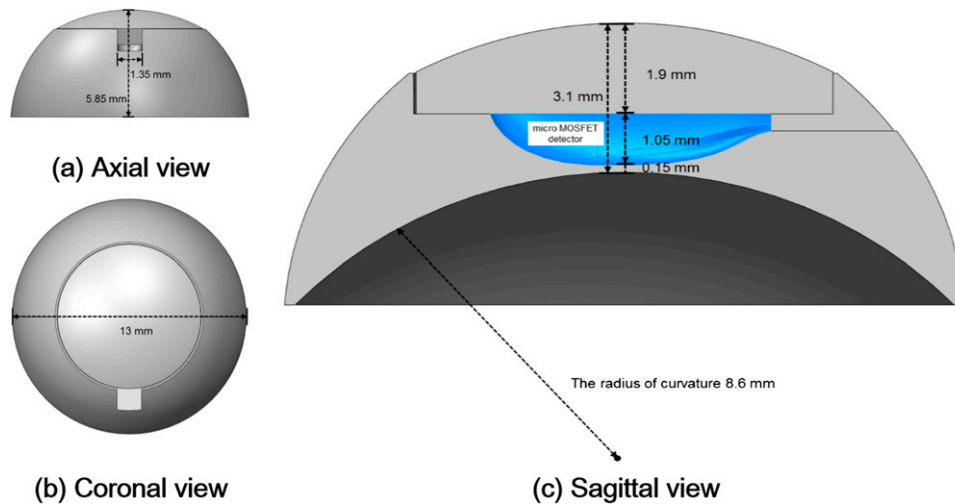 1.35 mm
5.85 mm
(a) Axial view
13 mm
(b) Coronal view
1.9 mm
3.1 mm
micro MOSFET
detector
1.05 mm
0.15 mm
The radius of curvature 8.6 mm
(c) Sagittal view